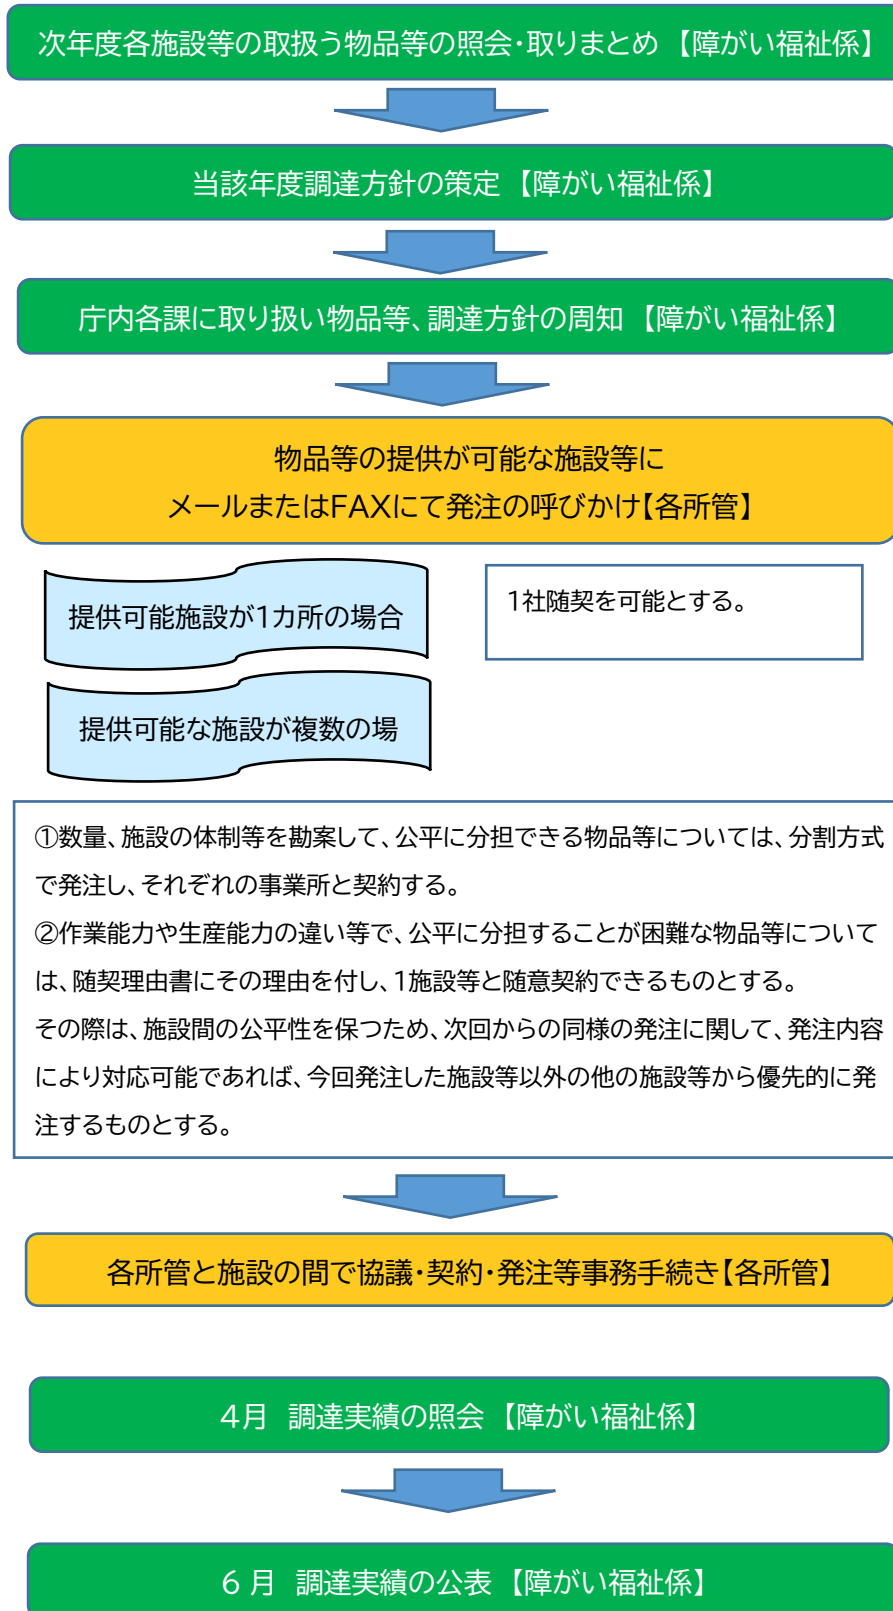 次年度各施設等の取扱う物品等の照会・取りまとめ 【障がい福祉係】
当該年度調達方針の策定 【障がい福祉係】
庁内各課に取り扱い物品等、調達方針の周知 【障がい福祉係】
物品等の提供が可能な施設等に
メールまたはFAXにて発注の呼びかけ【各所管】
提供可能施設が1カ所の場合
1社随契を可能とする。
提供可能な施設が複数の場
①数量、施設の体制等を勘案して、公平に分担できる物品等については、分割方式
で発注し、それぞれの事業所と契約する。
②作業能力や生産能力の違い等で、公平に分担することが困難な物品等について
は、随契理由書にその理由を付し、1施設等と随意契約できるものとする。
その際は、施設間の公平性を保つため、次回からの同様の発注に関して、発注内容
により対応可能であれば、今回発注した施設等以外の他の施設等から優先的に発
注するものとする。
各所管と施設の間で協議・契約・発注等事務手続き【各所管】
4月 調達実績の照会 【障がい福祉係】
6 月 調達実績の公表 【障がい福祉係】